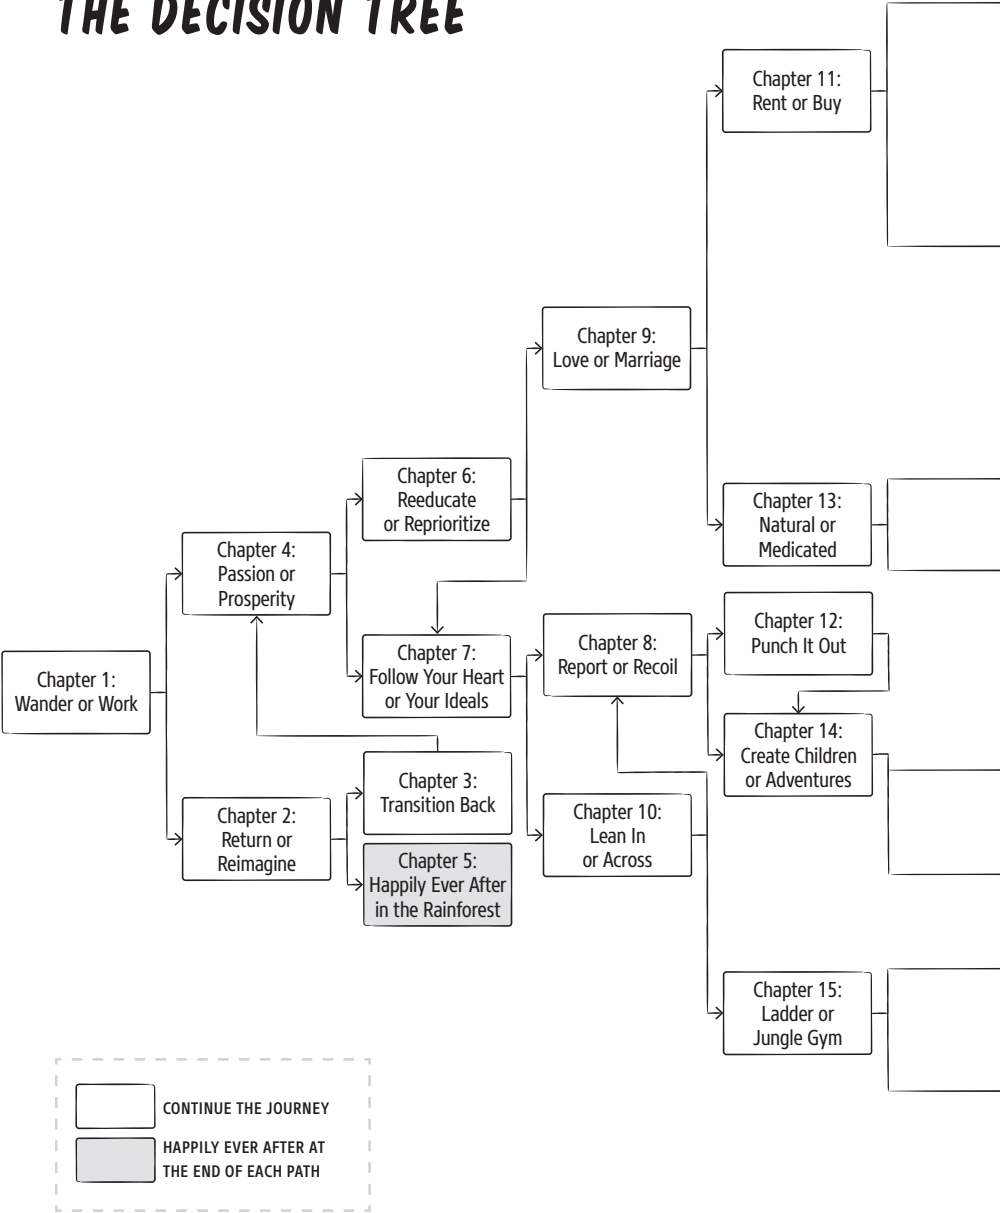 THE DECISION TREE
Chapter 11:
Rent or Buy
Chapter 9:
Love or Marriage
Chapter 6:
Reeducate
or Reprioritize
Chapter 13:
Natural or
Medicated
Chapter 4:
Passion or
Prosperity
Chapter 12:
Punch It Out
Chapter 7:
Follow Your Heart
or Your Ideals
Chapter 8:
Report or Recoil
Chapter 1:
Wander or Work
Chapter 14:
Create Children
or Adventures
Chapter 3:
Transition Back
Chapter 2:
Return or
Reimagine
Chapter 10:
Lean In
or Across
Chapter 5:
Happily Ever After
in the Rainforest
Chapter 15:
Ladder or
Jungle Gym
CONTINUE THE JOURNEY
HAPPILY EVER AFTER AT
THE END OF EACH PATH